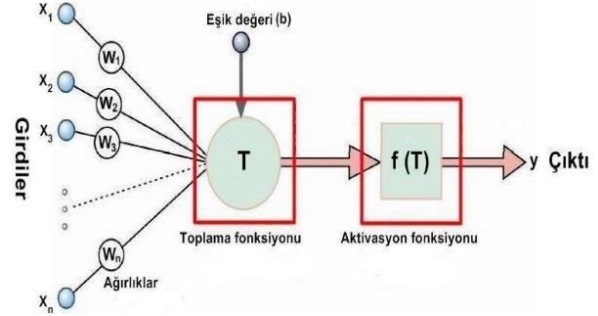 X1
Eşik değeri (b)
W1
X2
W2
X3
W3
Girdiler
T
f (T)
y Çıktı
Toplama fonksiyonu
Aktivasyon fonksiyonu
Wn
Ağırlıklar
Xn